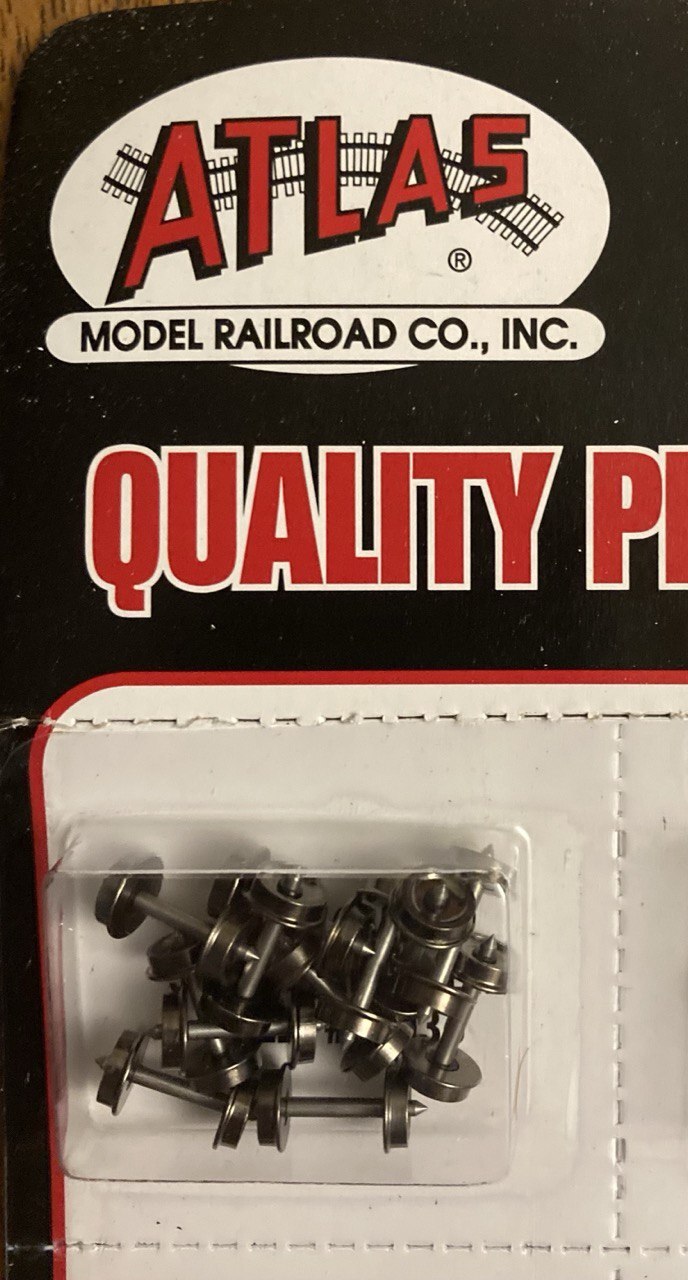 ATLAS
®
MODEL RAILROAD CO., INC.
QUALITY